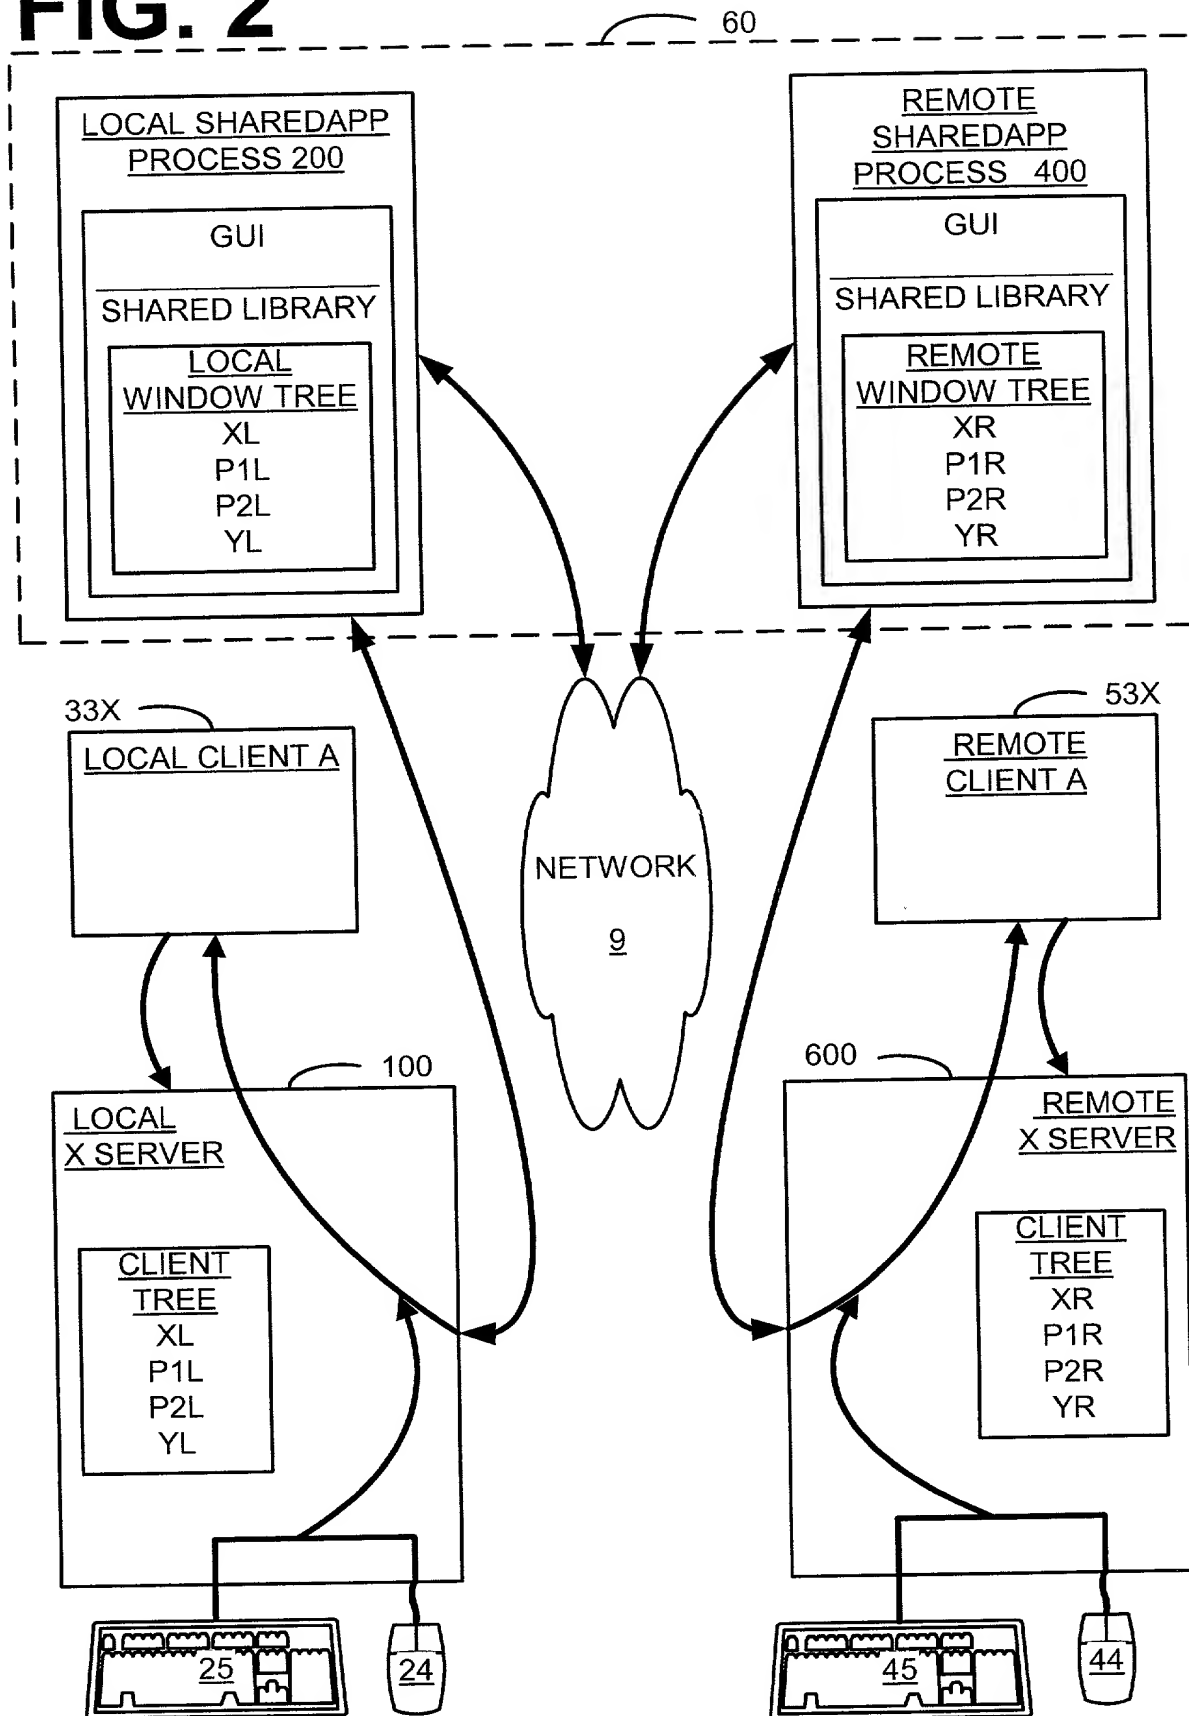 FIG. 2
60
LOCAL SHAREDAPP
PROCESS 200
GUI
SHARED LIBRARY
LOCAL
WINDOW TREE
XL
P1L
P2L
YL
REMOTE
SHAREDAPP
PROCESS 400
GUI
SHARED LIBRARY
REMOTE
WINDOW TREE
XR
P1R
P2R
YR
33X
LOCAL CLIENT A
53X
REMOTE
CLIENT A
NETWORK
9
100
LOCAL
X SERVER
CLIENT
TREE
XL
P1L
P2L
YL
600
REMOTE
X SERVER
CLIENT
TREE
XR
P1R
P2R
YR
25
24
45
44